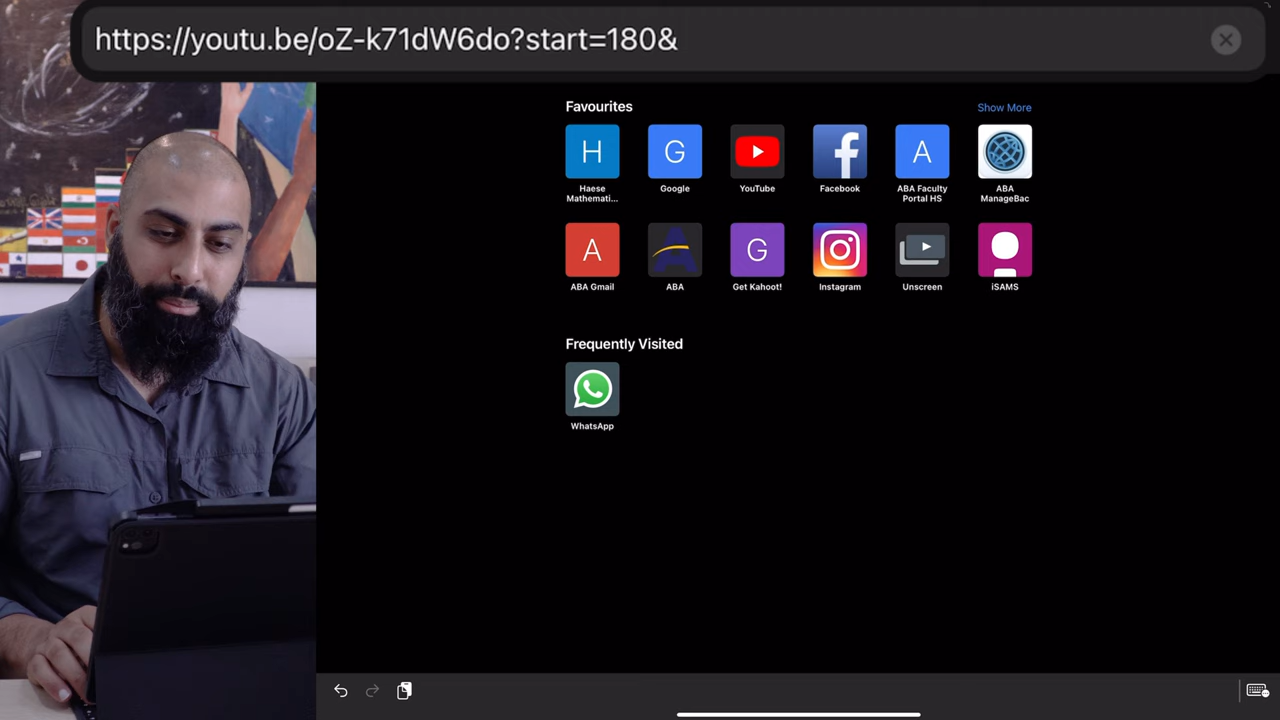 https://youtu.be/oZ-k71dW6do?start=180&
Favourites
Show More
H
G
f
A
Haese
Mathemati...
Google
YouTube
Facebook
ABA Faculty
Portal HS
ABA
ManageBac
A
A
G
ABA Gmail
ABA
Get Kahoot!
Instagram
Unscreen
iSAMS
Frequently Visited
WhatsApp